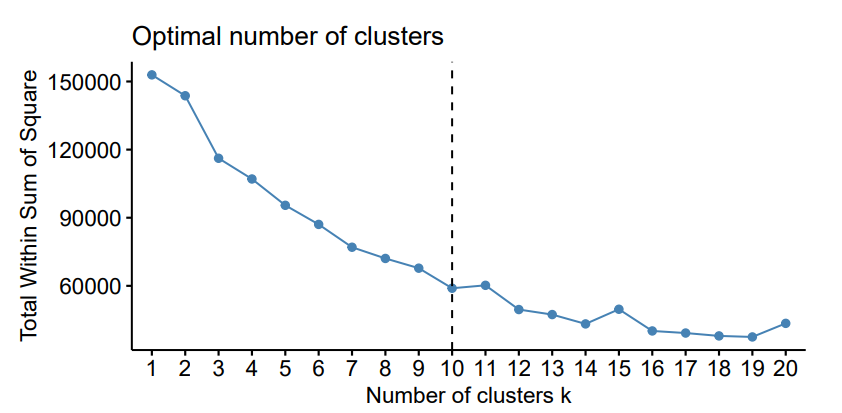 Optimal number of clusters
Total Within Sum of Square
150000
120000
90000
60000
1 2 3 4 5 6 7 8 9 10 11 12 13 14 15 16 17 18 19 20
Number of clusters k